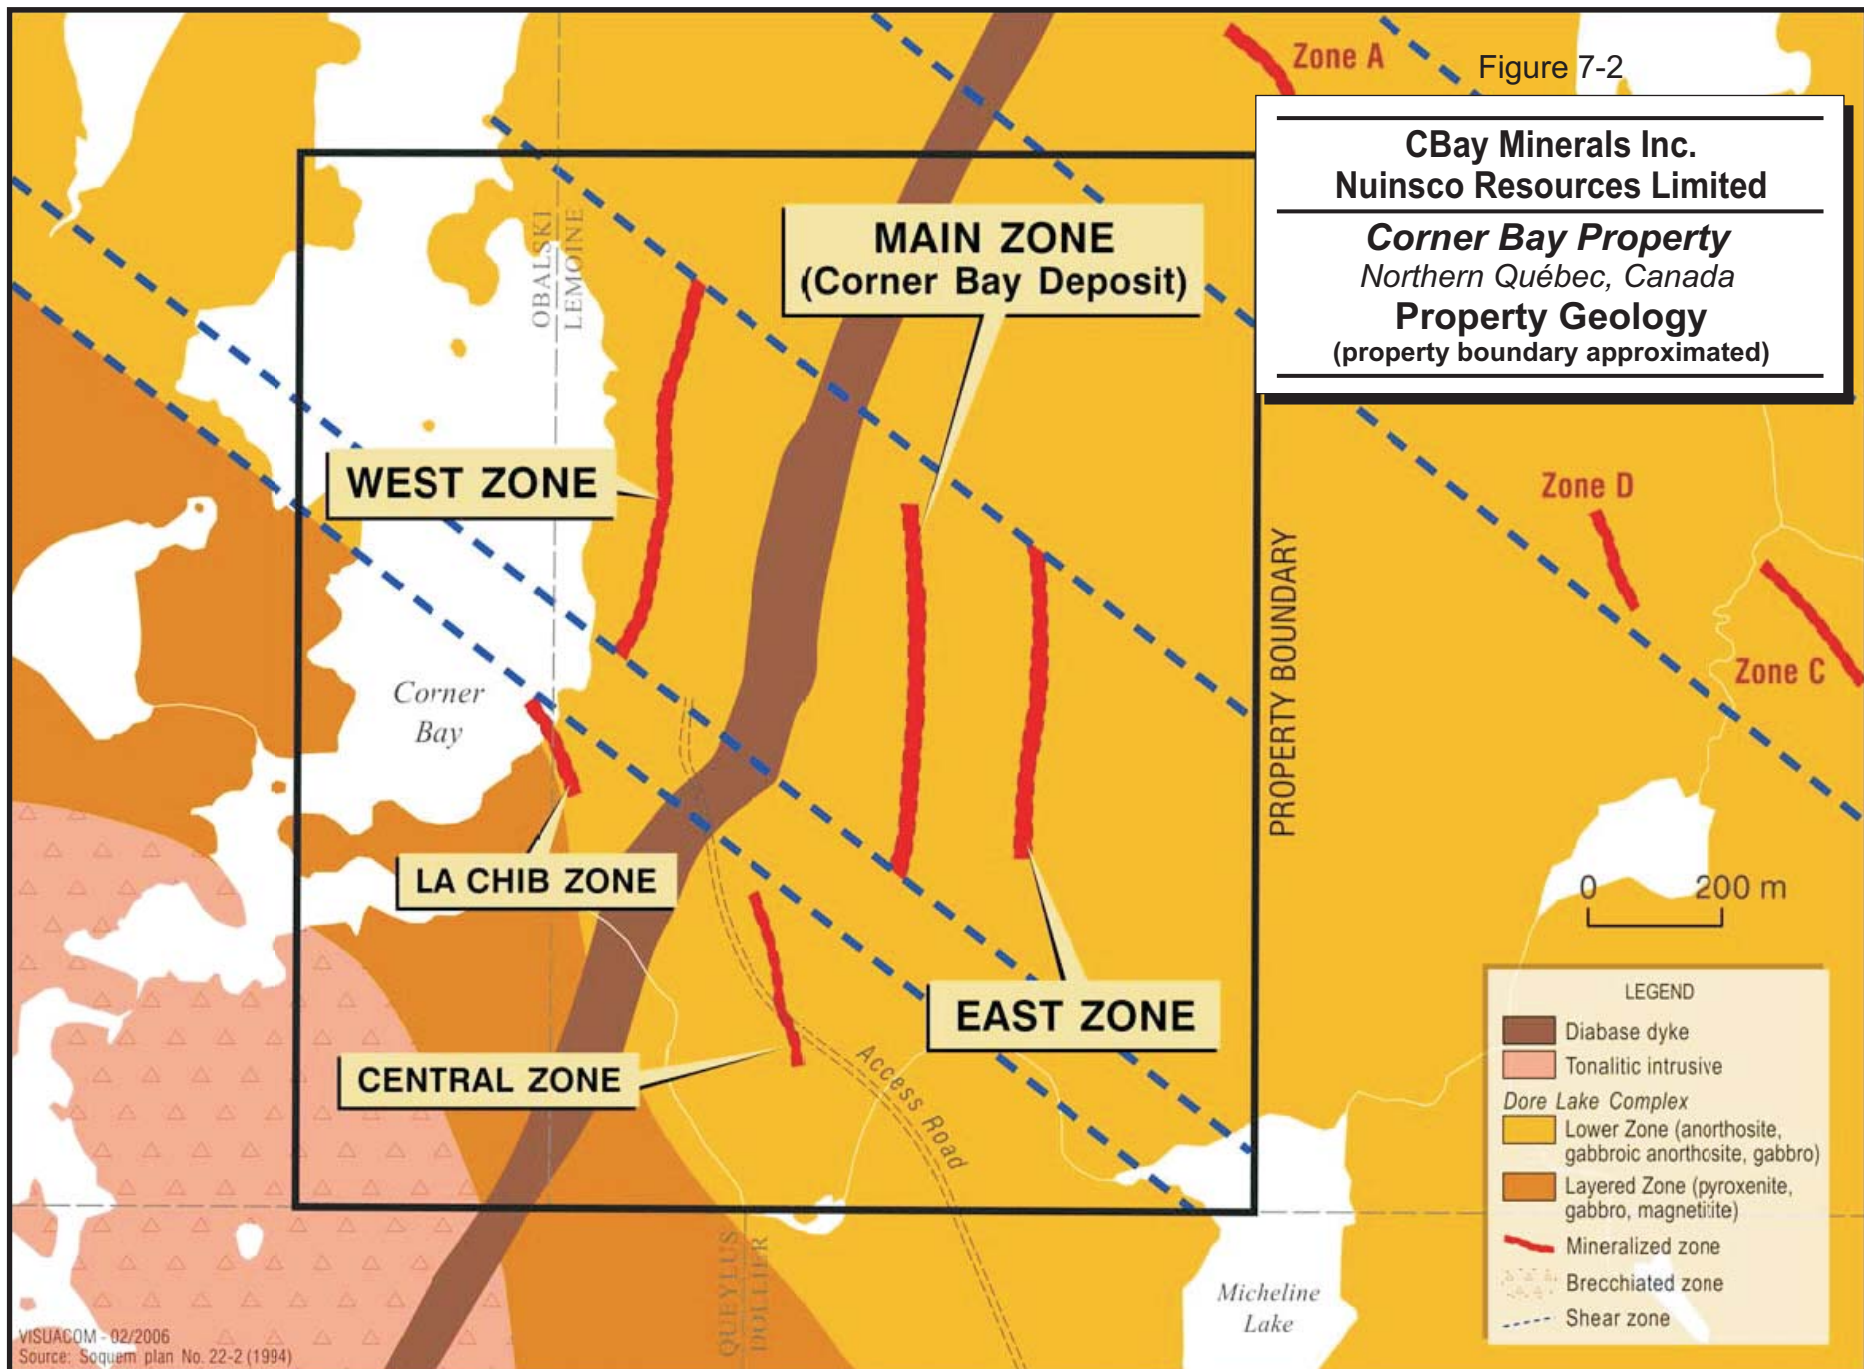 Zone A
Figure 7-2
CBay Minerals Inc.
Nuinsco Resources Limited
Corner Bay Property
Northern Québec, Canada
Property Geology
(property boundary approximated)
OBALSKI
LEMOINE
MAIN ZONE
(Corner Bay Deposit)
WEST ZONE
Zone D
Zone C
PROPERTY BOUNDARY
Corner
Bay
LA CHIB ZONE
0 200 m
EAST ZONE
CENTRAL ZONE
Access Road
LEGEND
Diabase dyke
Tonalitic intrusive
Dore Lake Complex
Lower Zone (anorthosite,
gabbroic anorthosite, gabbro)
Layered Zone (pyroxenite,
gabbro, magnetitite)
Mineralized zone
Brecchiated zone
Shear zone
QUEYLUS
DOLLIER
Micheline
Lake
VISUACOM - 02/2006
Source: Soquem plan No. 22-2 (1994)